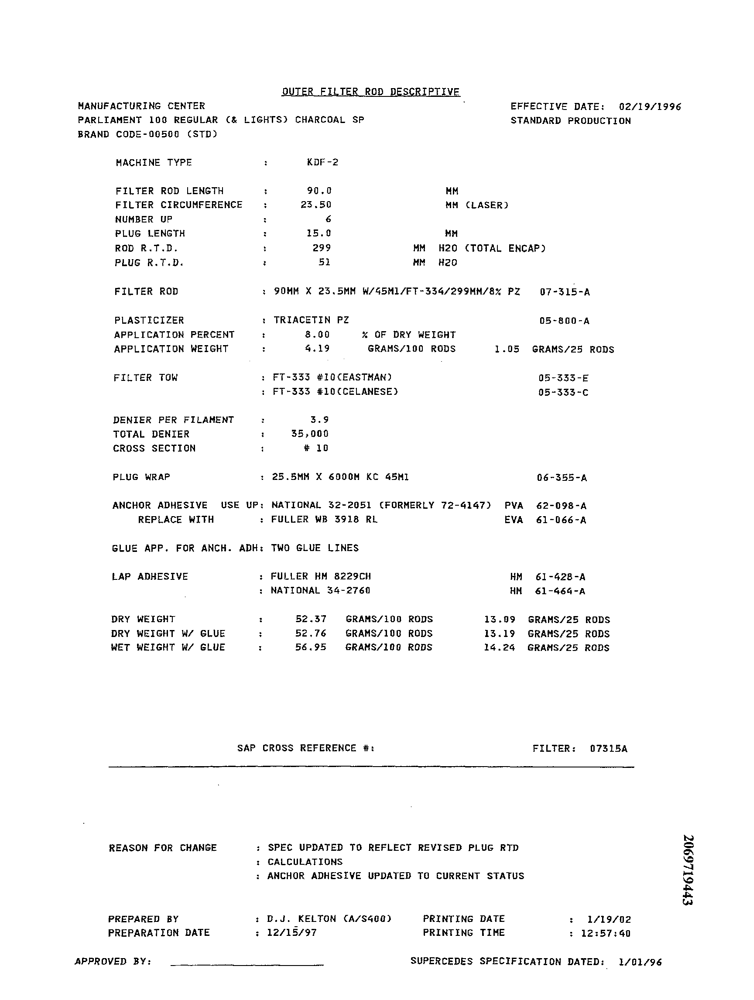 OUTER FILTER ROD DESCRIPTIVE
MANUFACTURING CENTER EFFECTIVE DATE: 02/19/1996
PARLIAMENT 100 REGULAR (& LIGHTS) CHARCOAL SP STANDARD PRODUCTION
BRAND CODE-00500 (STD)
MACHINE TYPE : KDF-2
FILTER ROD LENGTH : 90.0 MM
FILTER CIRCUMFERENCE : 23.50 MM (LASER)
NUMBER UP : 6
PLUG LENGTH : 15.0 MM
ROD R.T.D. : 299 MM H2O (TOTAL ENCAP)
PLUG R.T.D. : 51 MM H2O
FILTER ROD : 90MM X 23.5MM W/45M1/FT-334/299MM/8% PZ 07-315-A
PLASTICIZER : TRIACETIN PZ 05-800-A
APPLICATION PERCENT : 8.00 % OF DRY WEIGHT
APPLICATION WEIGHT : 4.19 GRAMS/100 RODS 1.05 GRAMS/25 RODS
FILTER TOW : FT-333 #10(EASTMAN) 05-333-E
: FT-333 #10(CELANESE) 05-333-C
DENIER PER FILAMENT : 3.9
TOTAL DENIER : 35,000
CROSS SECTION : # 10
PLUG WRAP : 25.5MM X 6000M KC 45M1 06-355-A
ANCHOR ADHESIVE USE UP: NATIONAL 32-2051 (FORMERLY 72-4147) PVA 62-098-A
REPLACE WITH : FULLER WB 3918 RL EVA 61-066-A
GLUE APP. FOR ANCH. ADH: TWO GLUE LINES
LAP ADHESIVE : FULLER HM 8229CH HM 61-428-A
: NATIONAL 34-2760 HM 61-464-A
DRY WEIGHT : 52.37 GRAMS/100 RODS 13.09 GRAMS/25 RODS
DRY WEIGHT W/ GLUE : 52.76 GRAMS/100 RODS 13.19 GRAMS/25 RODS
WET WEIGHT W/ GLUE : 56.95 GRAMS/100 RODS 14.24 GRAMS/25 RODS
SAP CROSS REFERENCE #: FILTER: 07315A
REASON FOR CHANGE : SPEC UPDATED TO REFLECT REVISED PLUG RTD
: CALCULATIONS
: ANCHOR ADHESIVE UPDATED TO CURRENT STATUS
PREPARED BY : D.J. KELTON (A/S400) PRINTING DATE : 1/19/02
PREPARATION DATE : 12/15/97 PRINTING TIME : 12:57:40
APPROVED BY: SUPERCEDES SPECIFICATION DATED: 1/01/96
2069719443